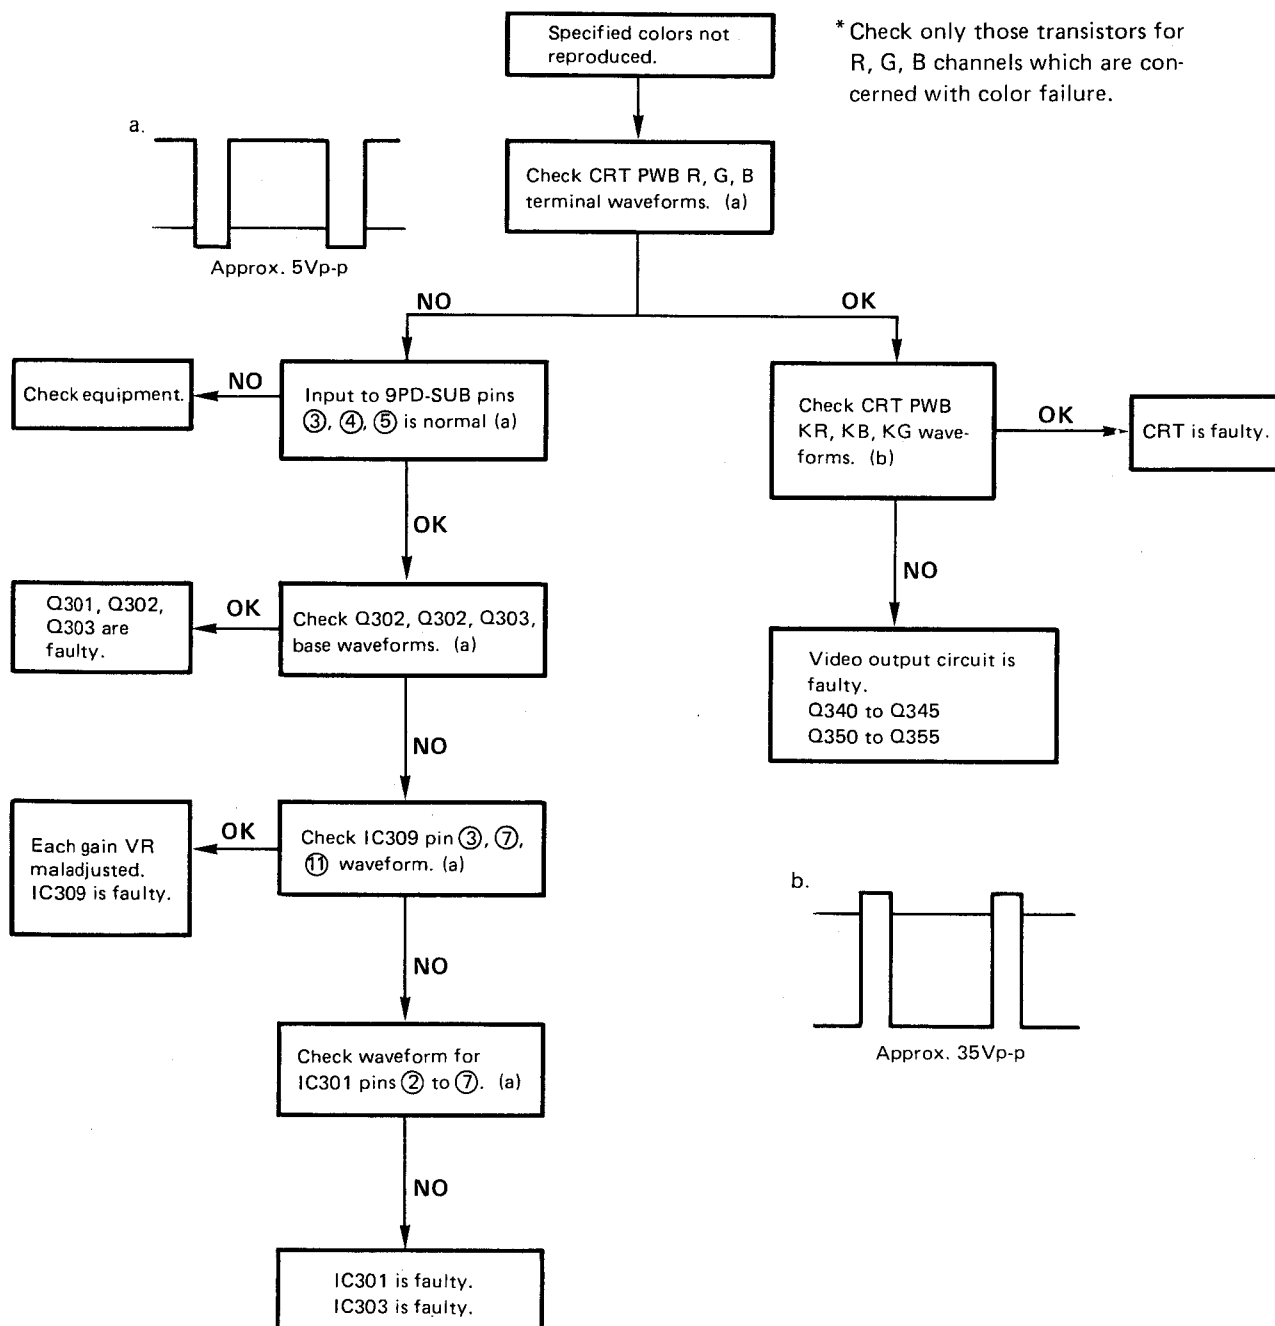 Specified colors not
reproduced.
* Check only those transistors for
R, G, B channels which are con-
cerned with color failure.
a.
Approx. 5Vp-p
Check CRT PWB R, G, B
terminal waveforms. (a)
NO
OK
Check equipment.
NO
Input to 9PD-SUB pins
③, ④, ⑤ is normal (a)
Check CRT PWB
KR, KB, KG wave-
forms. (b)
OK
CRT is faulty.
OK
NO
Q301, Q302,
Q303 are
faulty.
OK
Check Q302, Q302, Q303,
base waveforms. (a)
Video output circuit is
faulty.
Q340 to Q345
Q350 to Q355
NO
Each gain VR
maladjusted.
IC309 is faulty.
OK
Check IC309 pin ③, ⑦,
⑪ waveform. (a)
b.
Approx. 35Vp-p
NO
Check waveform for
IC301 pins ② to ⑦. (a)
NO
IC301 is faulty.
IC303 is faulty.